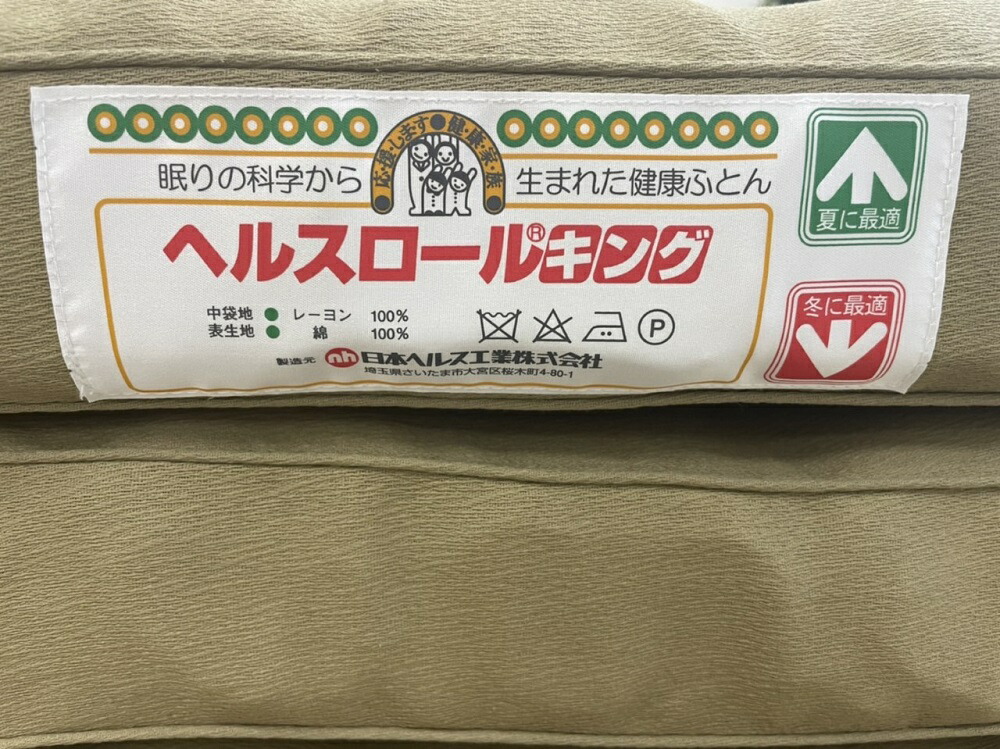 応援します●健・康・家・族
眠りの科学から
生まれた健康ふとん
ヘルスロール®キング
中袋地 ● レーヨン 100%
表生地 ● 綿 100%
P
製造元 nh 日本ヘルス工業株式会社
埼玉県さいたま市大宮区桜木町4-80-1
夏に最適
冬に最適